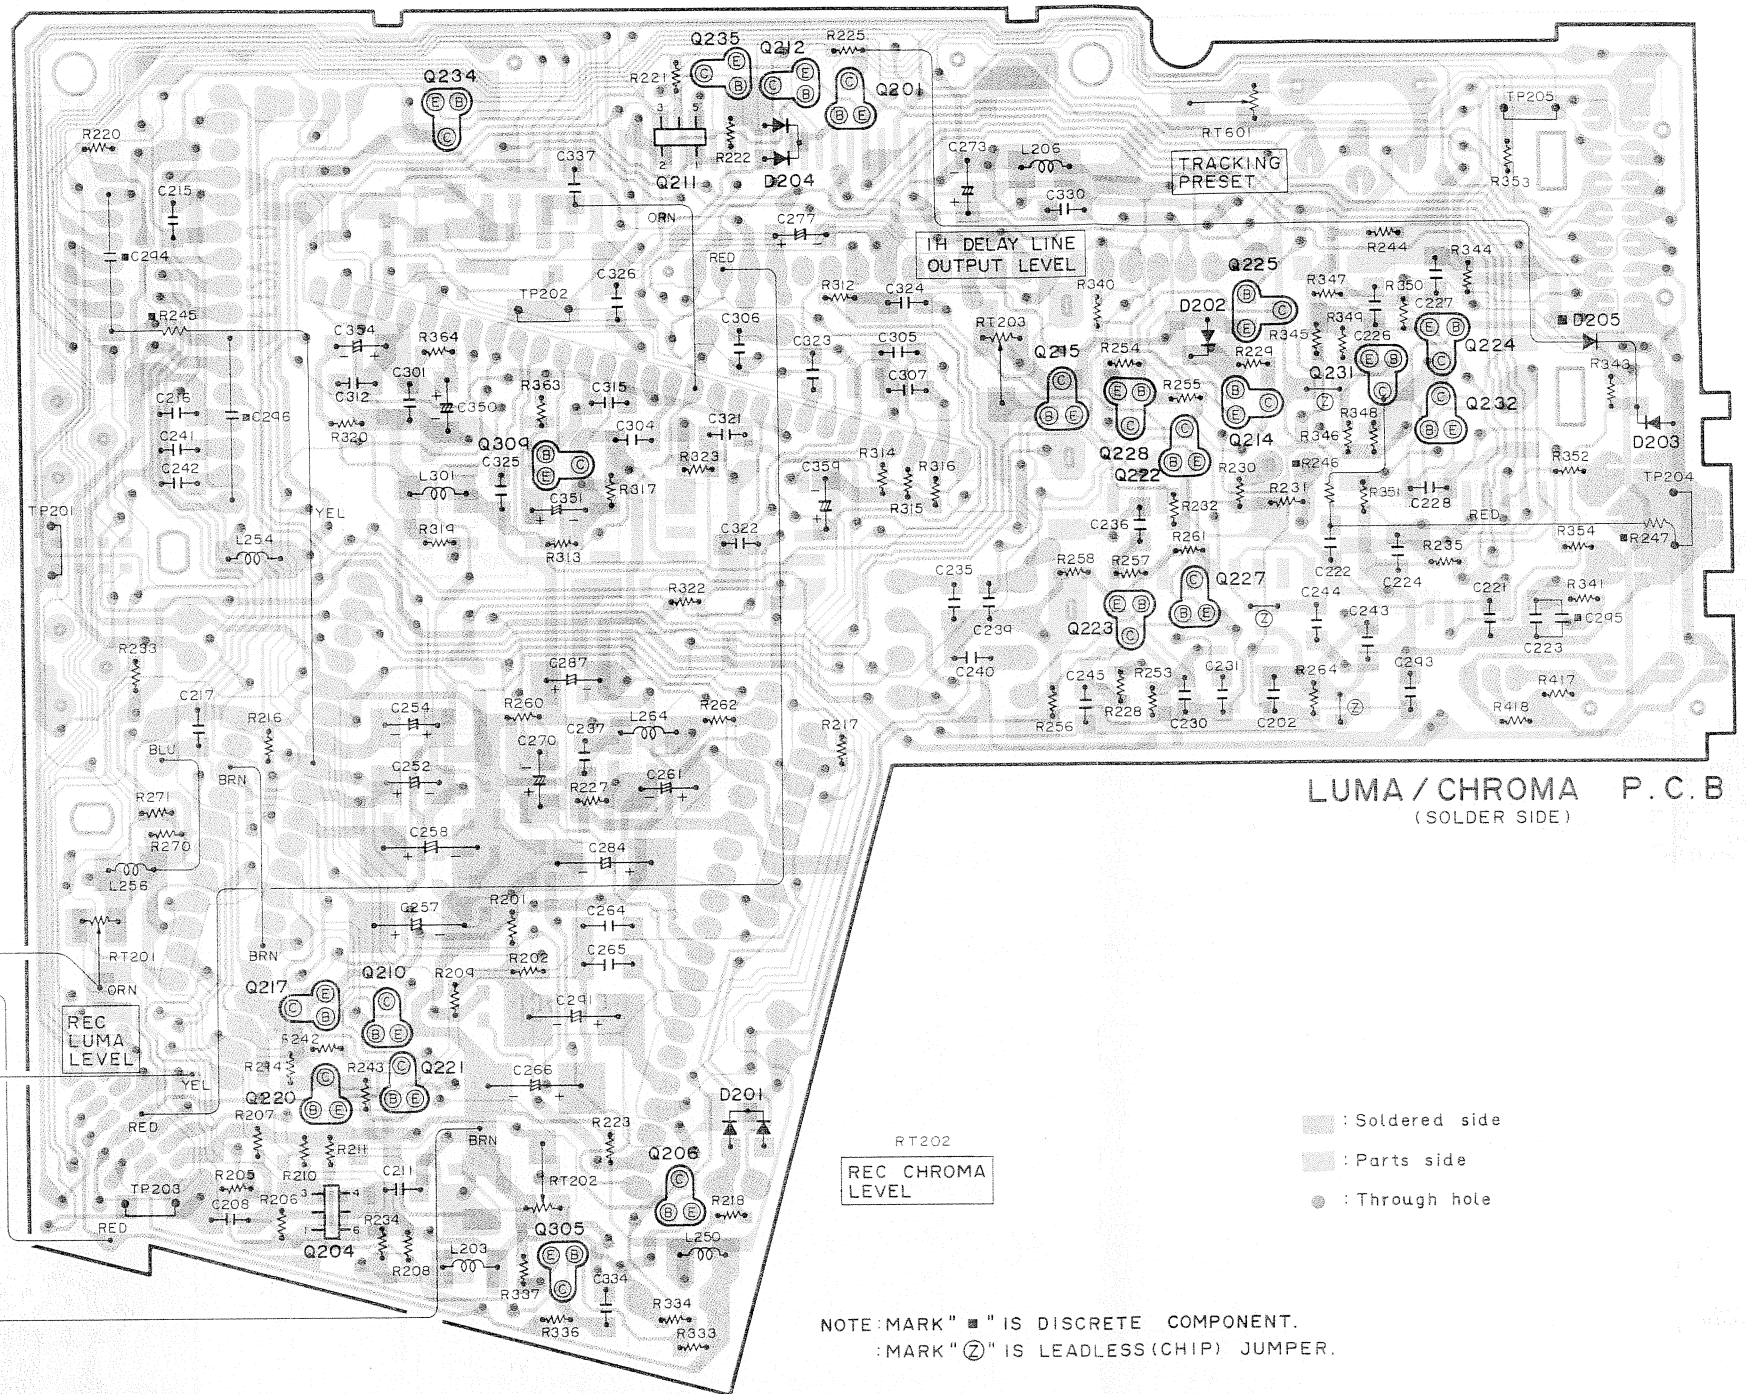 Q235
Q212
R225
Q234
E B
C
R221
C
E
B
C
E
B
C
B E
Q201
3 5
2 1
R220
R222
C337
Q211
D204
C273
L206
RT601
TP205
TRACKING
PRESET
R353
C215
ORN
C277
+ -
C330
1H DELAY LINE
OUTPUT LEVEL
R244
R344
■C294
RED
C326
TP202
R312
C324
R340
Q225
B
C
E
R347
R350
C227
■R245
C354
- +
R364
C306
C323
C305
RT203
D202
R345
R349
C226
E B
C
Q224
■D205
Q215
R254
R229
Q231
E B
C
R343
C301
C312
R363
C315
C307
C
B E
E B
C
R255
B
C
E
Z
C
B E
Q232
C216
■C296
C350
R320
C321
C304
R348
R346
D203
C241
Q309
B
C
E
R323
C359
R314
R316
Q228
Q222
C
B E
Q214
R230
■R246
R352
TP204
C242
L301
C325
R317
C351
+ -
R315
R231
R351
C228
TP201
YEL
R319
R313
C322
C236
R232
RED
R354
■R247
L254
R261
C222
C224
R235
R258
R257
C235
Q227
C
B E
R322
C239
E B
C
Q223
Z
C244
C243
C221
R341
■C295
C223
R233
C240
C287
+ -
C245
R253
C231
R264
C293
R417
C217
R216
C254
+ -
R260
L264
R262
R217
R256
R228
C230
C202
Z
R418
C237
C270
BLU
BRN
C252
- +
R227
C261
- +
LUMA/CHROMA P.C.B
(SOLDER SIDE)
R271
R270
C258
+ -
C284
- +
L256
C257
+ -
R201
C264
RT201
C265
R202
BRN
ORN
Q217
C
E
B
Q210
C
B E
R209
C291
- +
REC
LUMA
LEVEL
R242
R214
R243
Q221
C
B E
C266
- +
YEL
Q220
C
B E
D201
RED
R207
R211
BRN
R223
: Soldered side
RT202
REC CHROMA
LEVEL
: Parts side
: Through hole
R205
R210
C211
TP203
C208
R206
3 4
1 6
RT202
Q206
C
B E
R218
RED
Q204
R234
R208
L203
Q305
E B
C
L250
R337
C334
R334
R336
R333
NOTE:MARK" ■ "IS DISCRETE COMPONENT.
:MARK"Ⓩ"IS LEADLESS(CHIP) JUMPER.